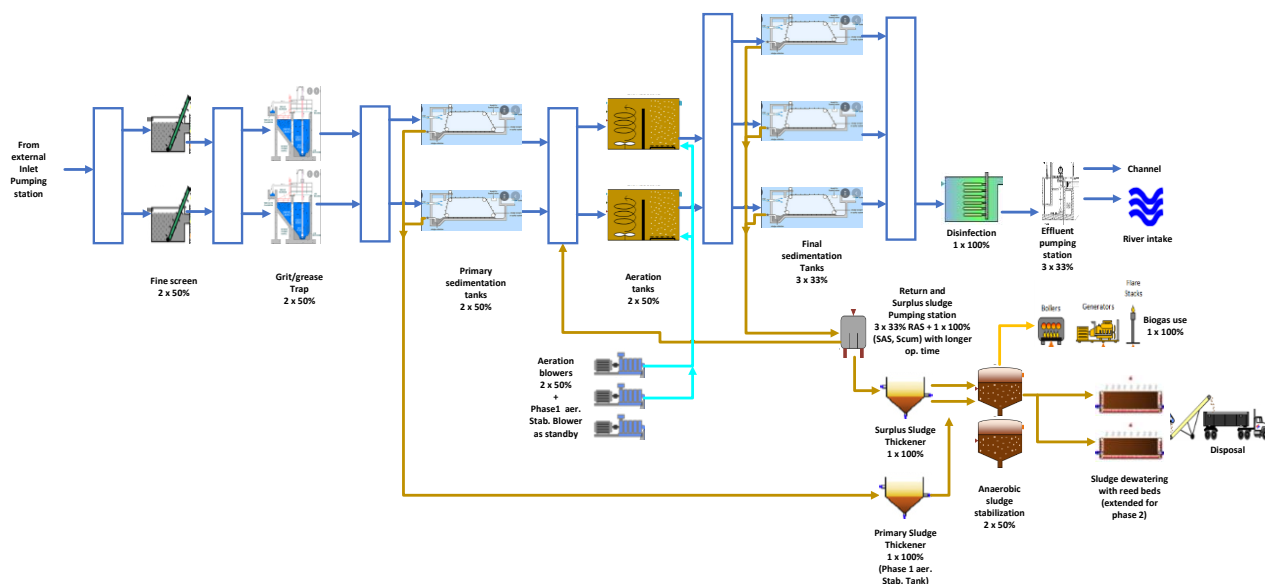 From
external
Inlet
Pumping
station
Fine screen
2 x 50%
Grit/grease
Trap
2 x 50%
Primary
sedimentation
tanks
2 x 50%
Aeration
tanks
2 x 50%
Final
sedimentation
Tanks
3 x 33%
Disinfection
1 x 100%
Effluent
pumping
station
3 x 33%
Channel
River intake
Return and
Surplus sludge
Pumping station
3 x 33% RAS + 1 x 100%
(SAS, Scum) with longer
op. time
Boilers
Generators
Flare
Stacks
Biogas use
1 x 100%
Aeration
blowers
2 x 50%
+
Phase1 aer.
Stab. Blower
as standby
Surplus Sludge
Thickener
1 x 100%
Anaerobic
sludge
stabilization
2 x 50%
Sludge dewatering
with reed beds
(extended for
phase 2)
Disposal
Primary Sludge
Thickener
1 x 100%
(Phase 1 aer.
Stab. Tank)